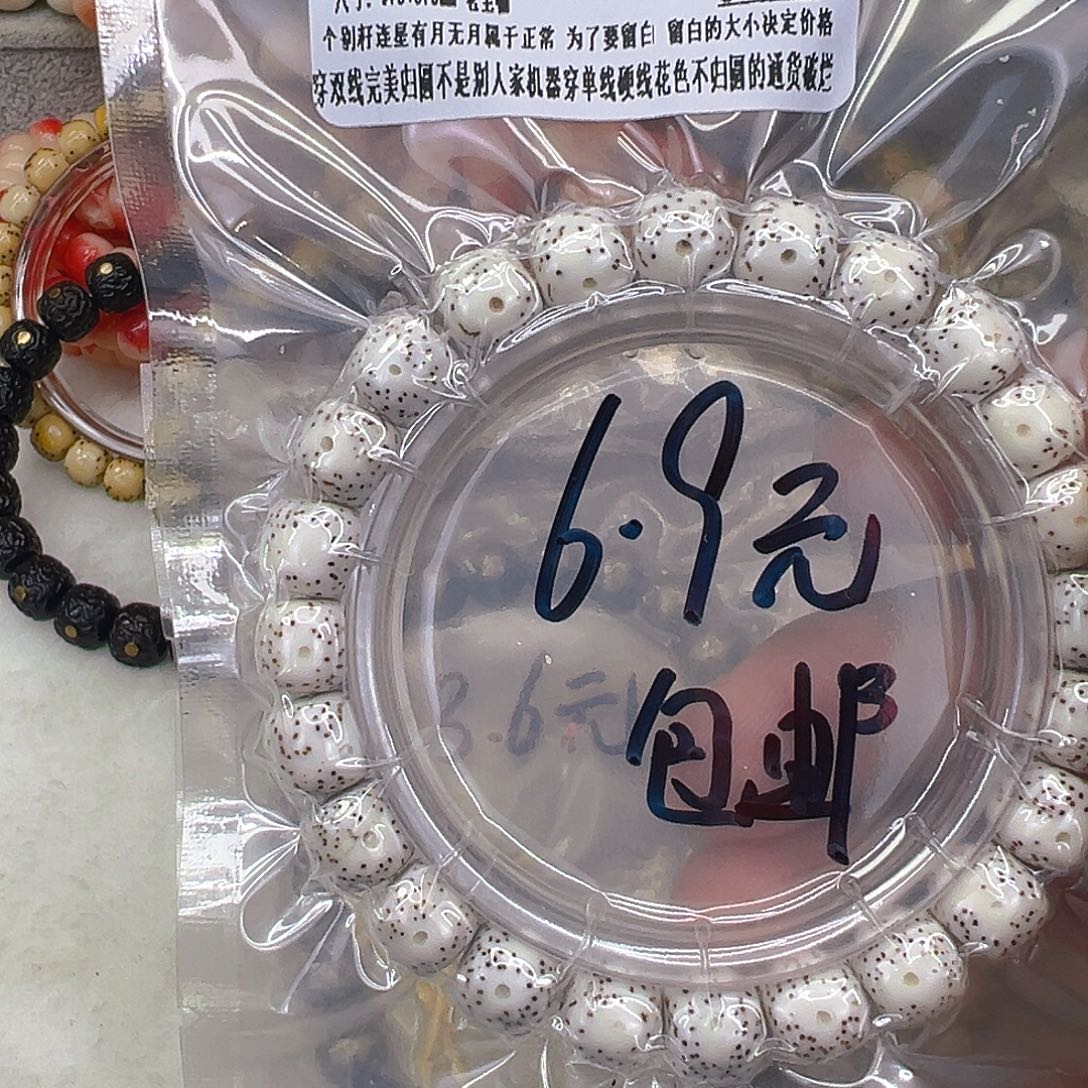 个别籽连星有月无月属于正常 为了要留白 留白的大小决定价格
穿双线完美归圆不是别人家机器穿单线硬线花色不归圆的通货破烂
6.9元
3.6元
包邮